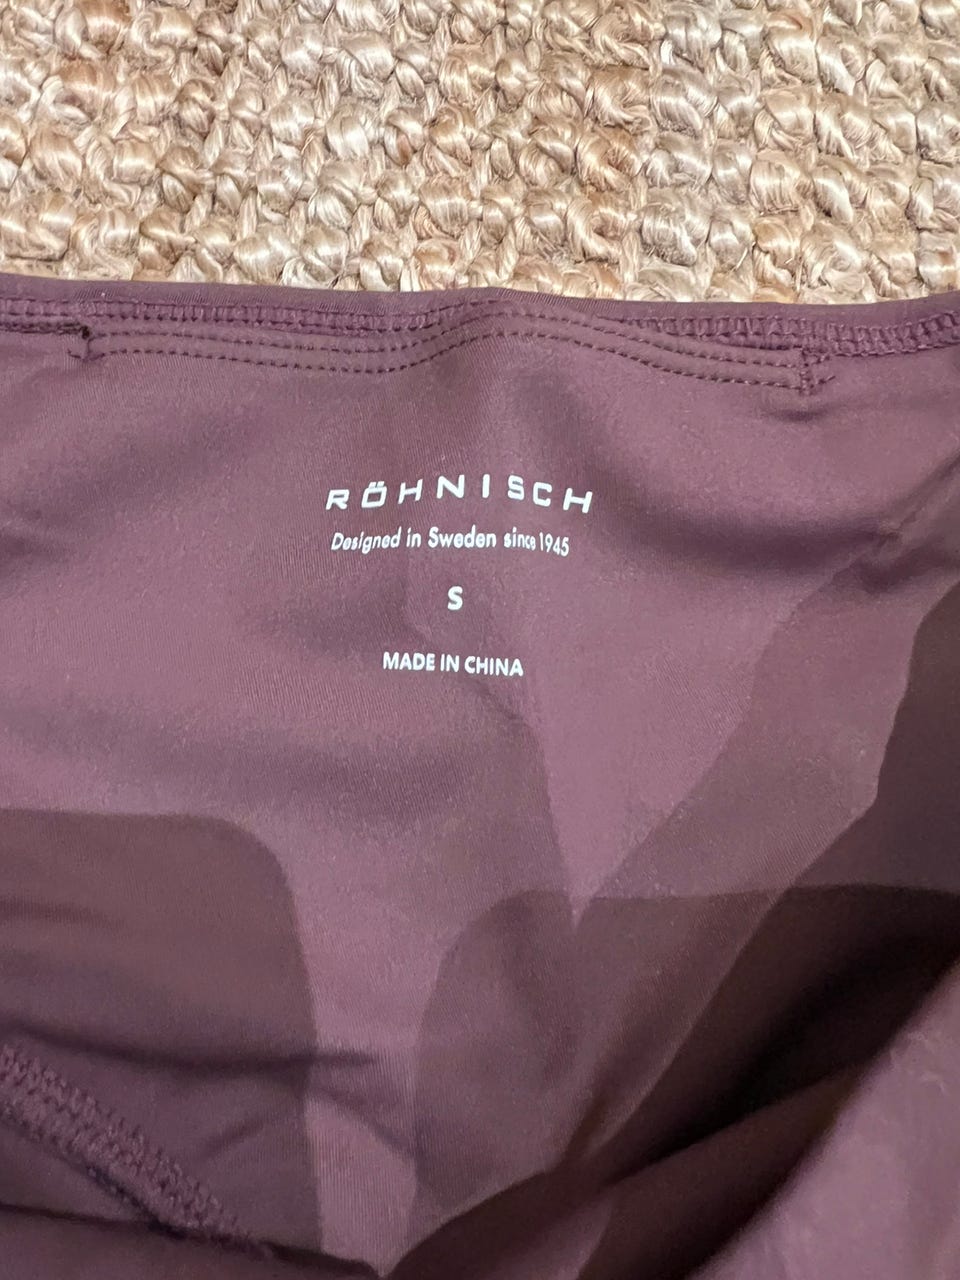 RÖHNISCH
Designed in Sweden since 1945
S
MADE IN CHINA